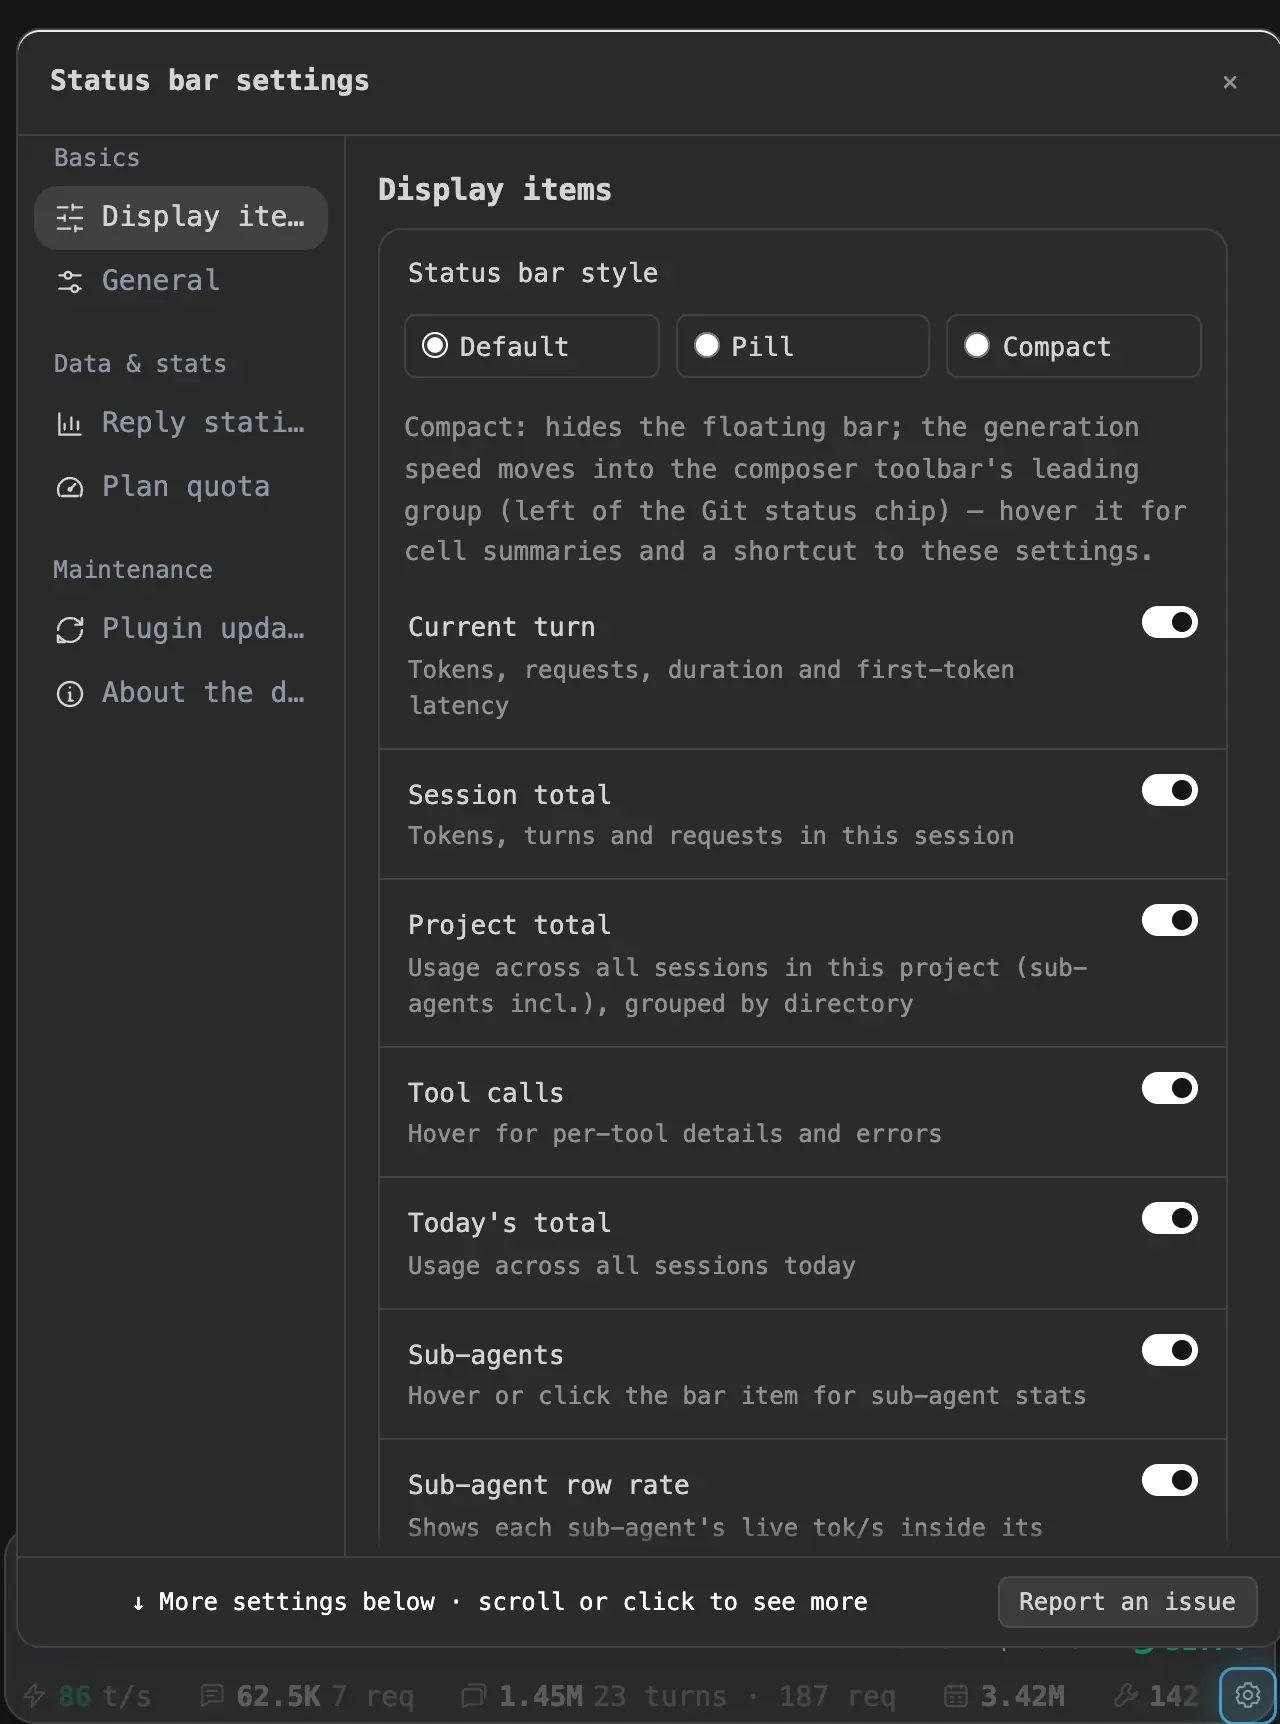 Status bar settings
×
Basics
Display ite…
General
Data & stats
Reply stati…
Plan quota
Maintenance
Plugin upda…
About the d…
Display items
Status bar style
Default
Pill
Compact
Compact: hides the floating bar; the generation
speed moves into the composer toolbar's leading
group (left of the Git status chip) — hover it for
cell summaries and a shortcut to these settings.
Current turn
Tokens, requests, duration and first-token
latency
Session total
Tokens, turns and requests in this session
Project total
Usage across all sessions in this project (sub-
agents incl.), grouped by directory
Tool calls
Hover for per-tool details and errors
Today's total
Usage across all sessions today
Sub-agents
Hover or click the bar item for sub-agent stats
Sub-agent row rate
Shows each sub-agent's live tok/s inside its
↓ More settings below · scroll or click to see more
Report an issue
86 t/s 62.5K 7 req 1.45M 23 turns · 187 req 3.42M 142